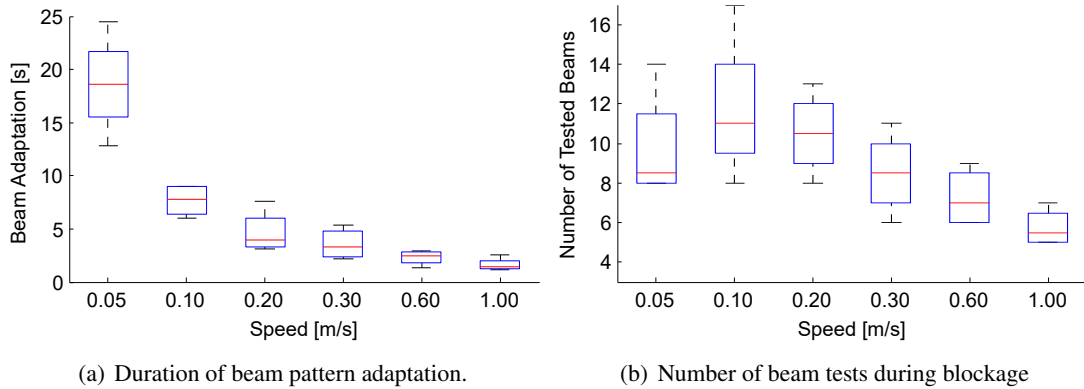 25
20
15
10
5
0
Beam Adaptation [s]
0.05 0.10 0.20 0.30 0.60 1.00
Speed [m/s]
(a) Duration of beam pattern adaptation.
16
14
12
10
8
6
4
Number of Tested Beams
0.05 0.10 0.20 0.30 0.60 1.00
Speed [m/s]
(b) Number of beam tests during blockage